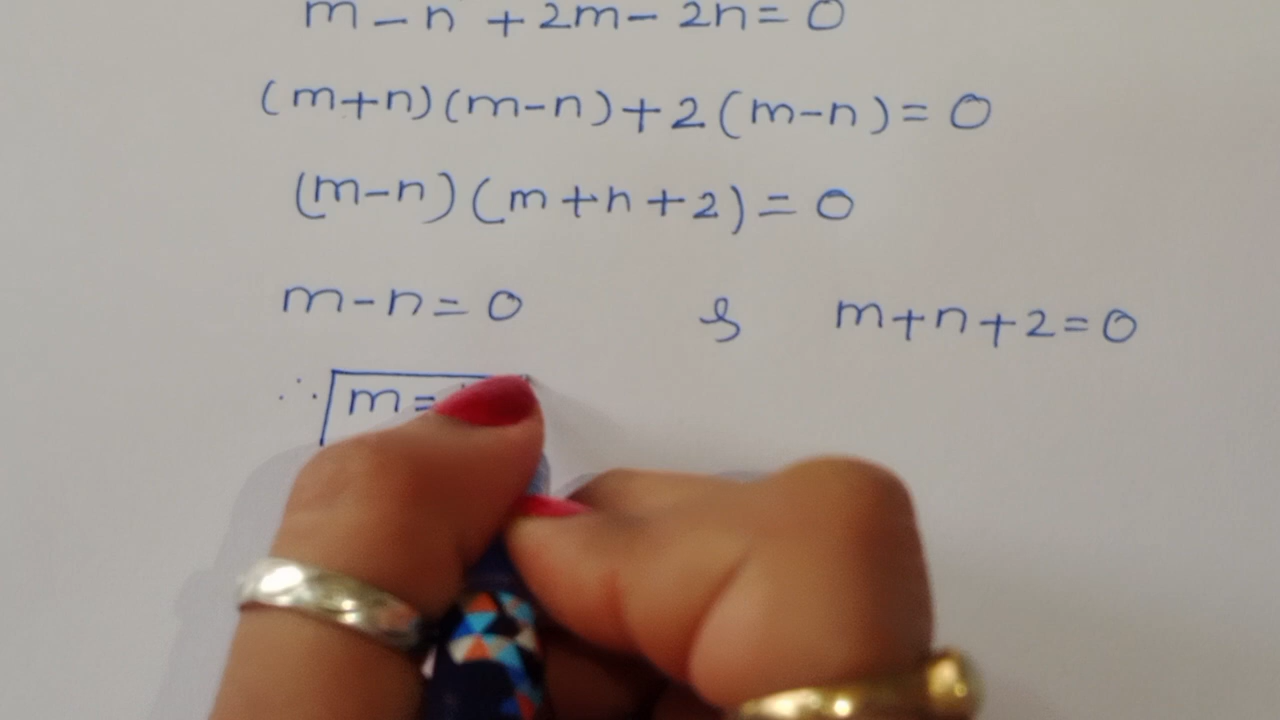 m - n + 2m - 2n = 0
(m+n)(m-n)+2(m-n)=0
(m-n)(m+n+2)=0
m-n=0 & m+n+2=0
∴ m=